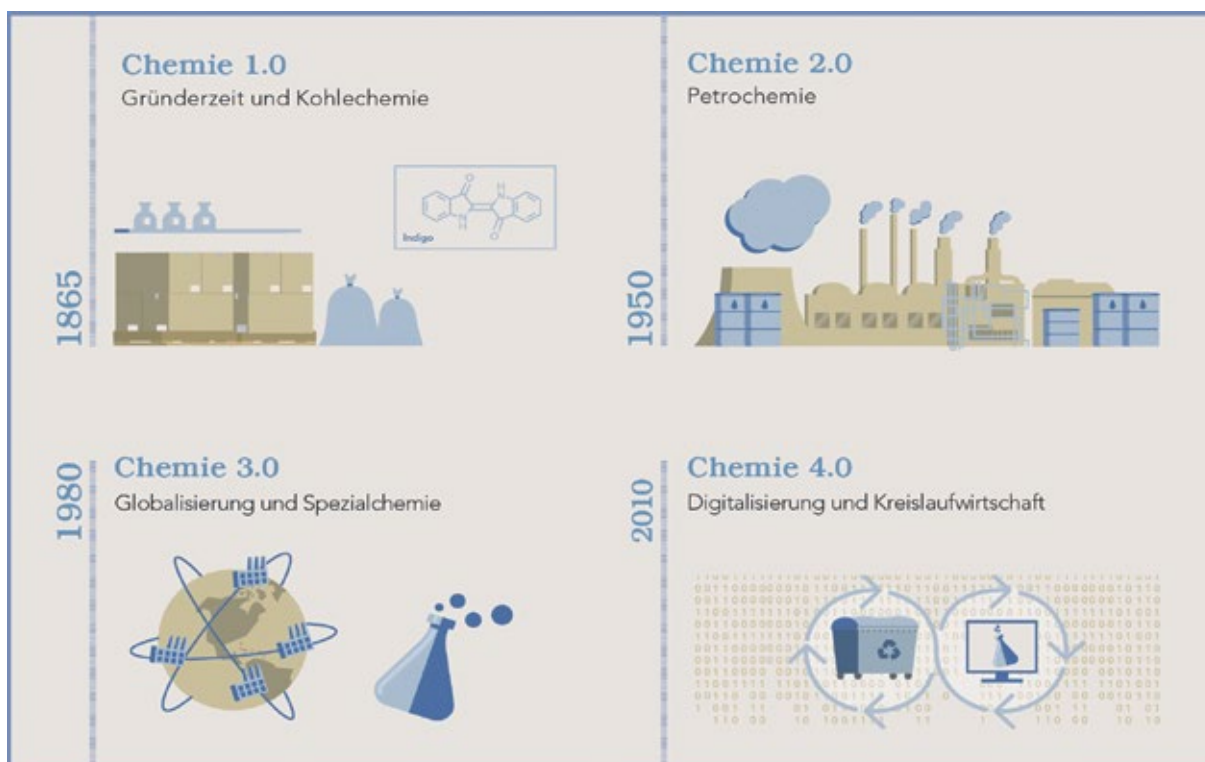 Chemie 1.0
Gründerzeit und Kohlechemie
Indigo
1865
Chemie 2.0
Petrochemie
1950
Chemie 3.0
Globalisierung und Spezialchemie
1980
Chemie 4.0
Digitalisierung und Kreislaufwirtschaft
2010